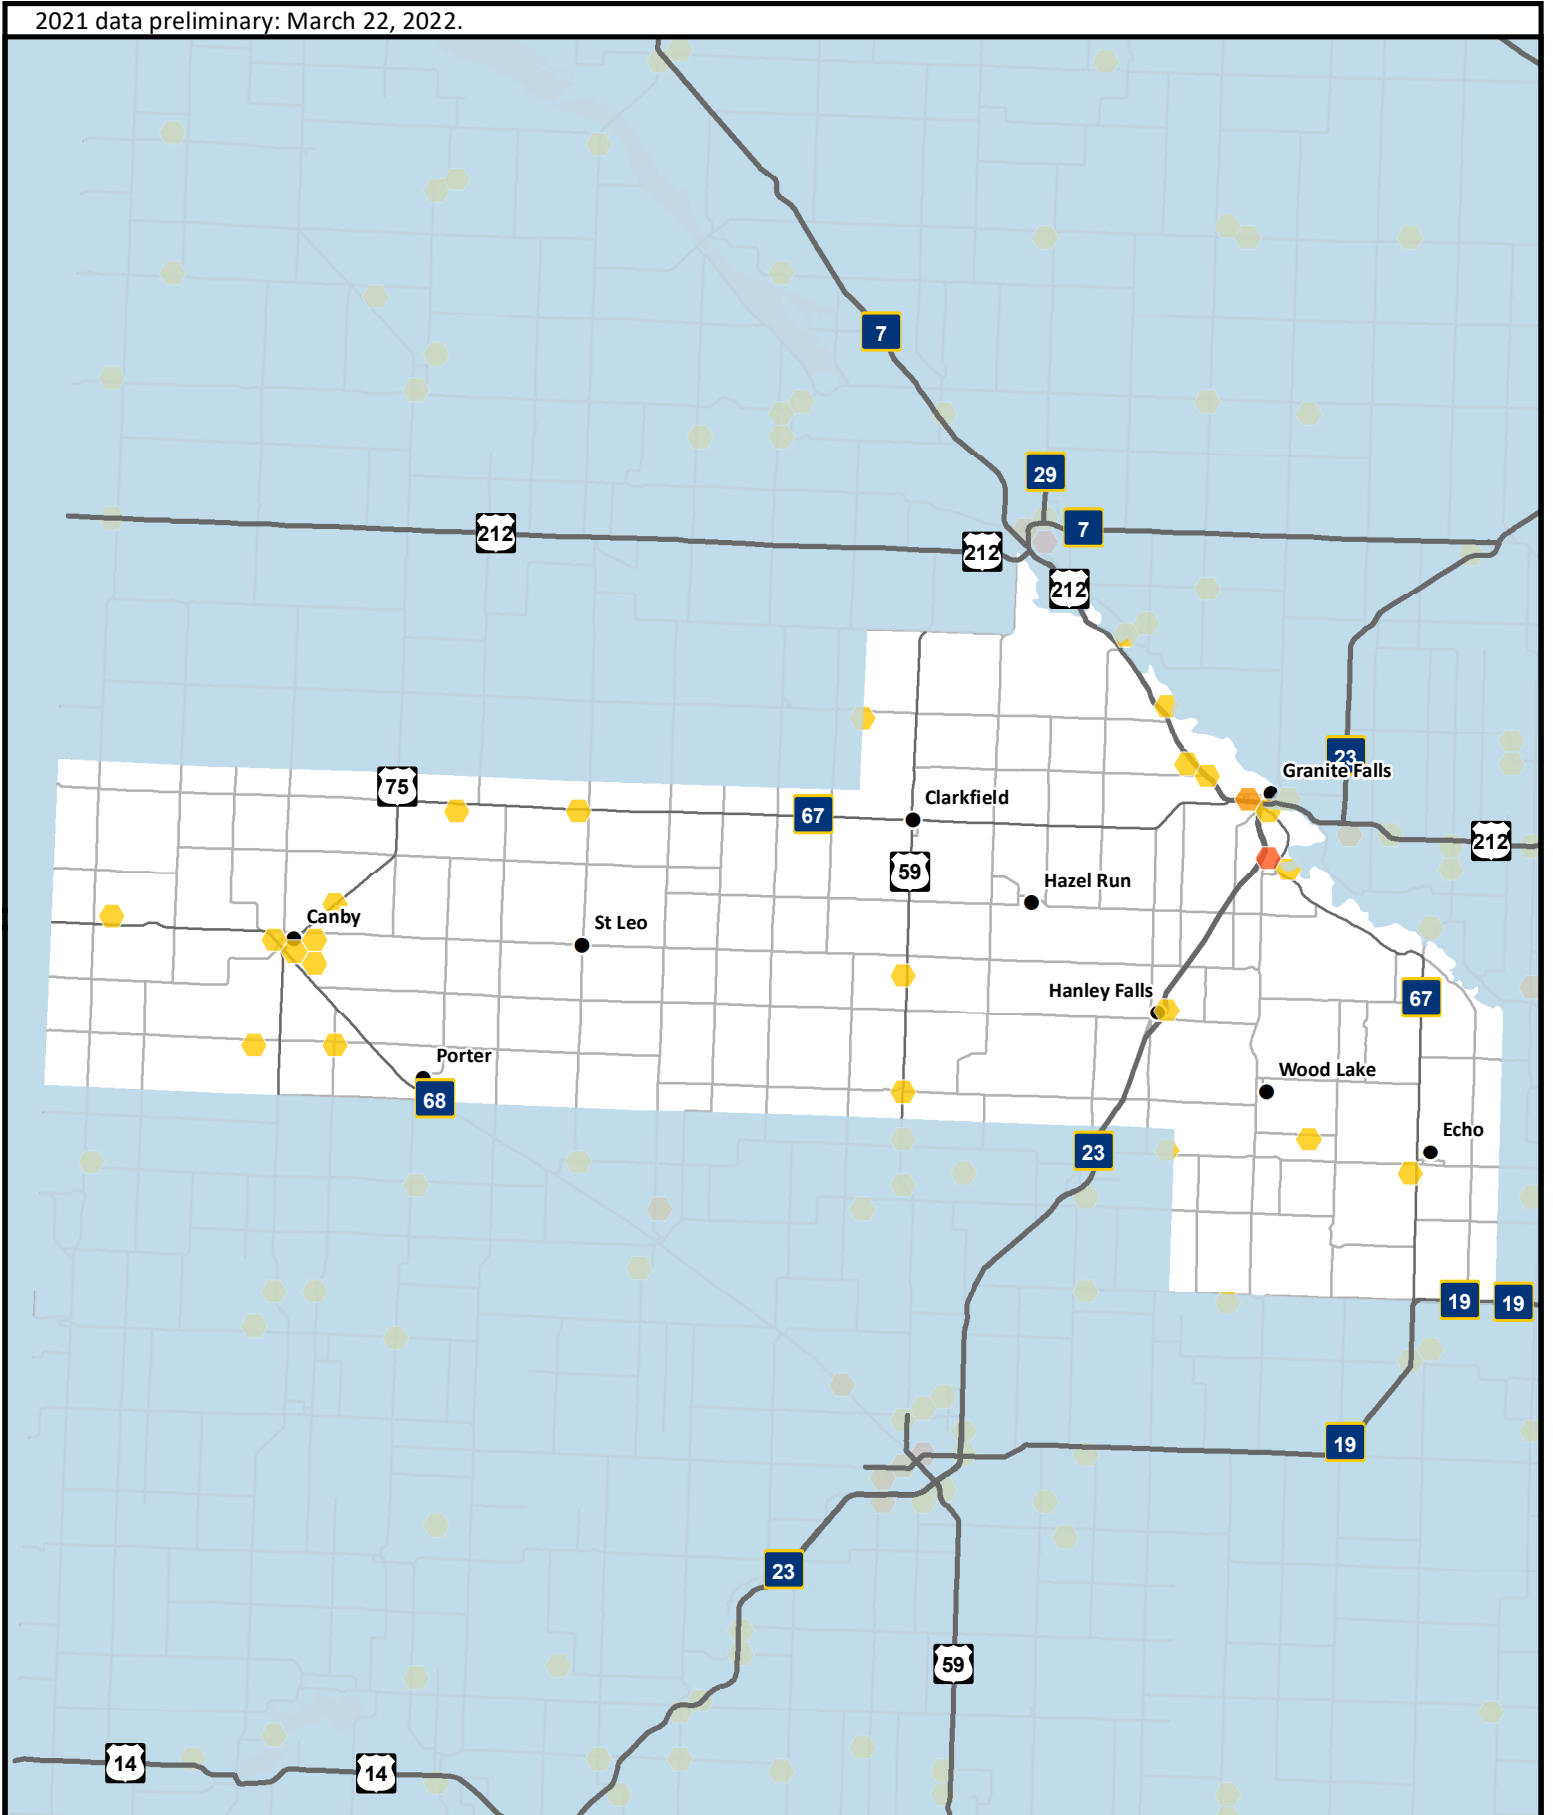 2021 data preliminary: March 22, 2022.
7
29
7
212
212
212
23
Granite Falls
75
67
Clarkfield
212
59
Hazel Run
Canby
St Leo
Hanley Falls
67
Porter
Wood Lake
68
Echo
23
19
19
19
23
59
14
14